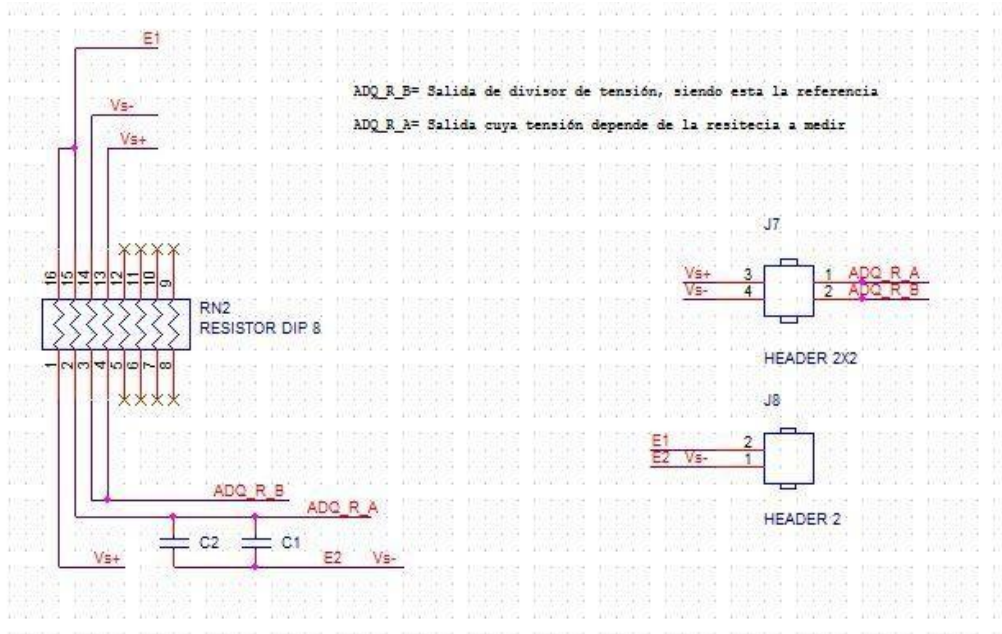 E1
ADQ_R_B= Salida de divisor de tensión, siendo esta la referencia
Vs-
ADQ_R_A= Salida cuya tensión depende de la resitecia a medir
Vs+
J7
16 15 14 13 12 11 10 9
Vs+ 3 1 ADQ_R_A
Vs- 4 2 ADQ_R_B
RN2
RESISTOR DIP 8
1 2 3 4 5 6 7 8
HEADER 2X2
J8
E1 2
E2 Vs- 1
ADQ_R_B
ADQ_R_A
HEADER 2
C2 C1
Vs+ E2 Vs-